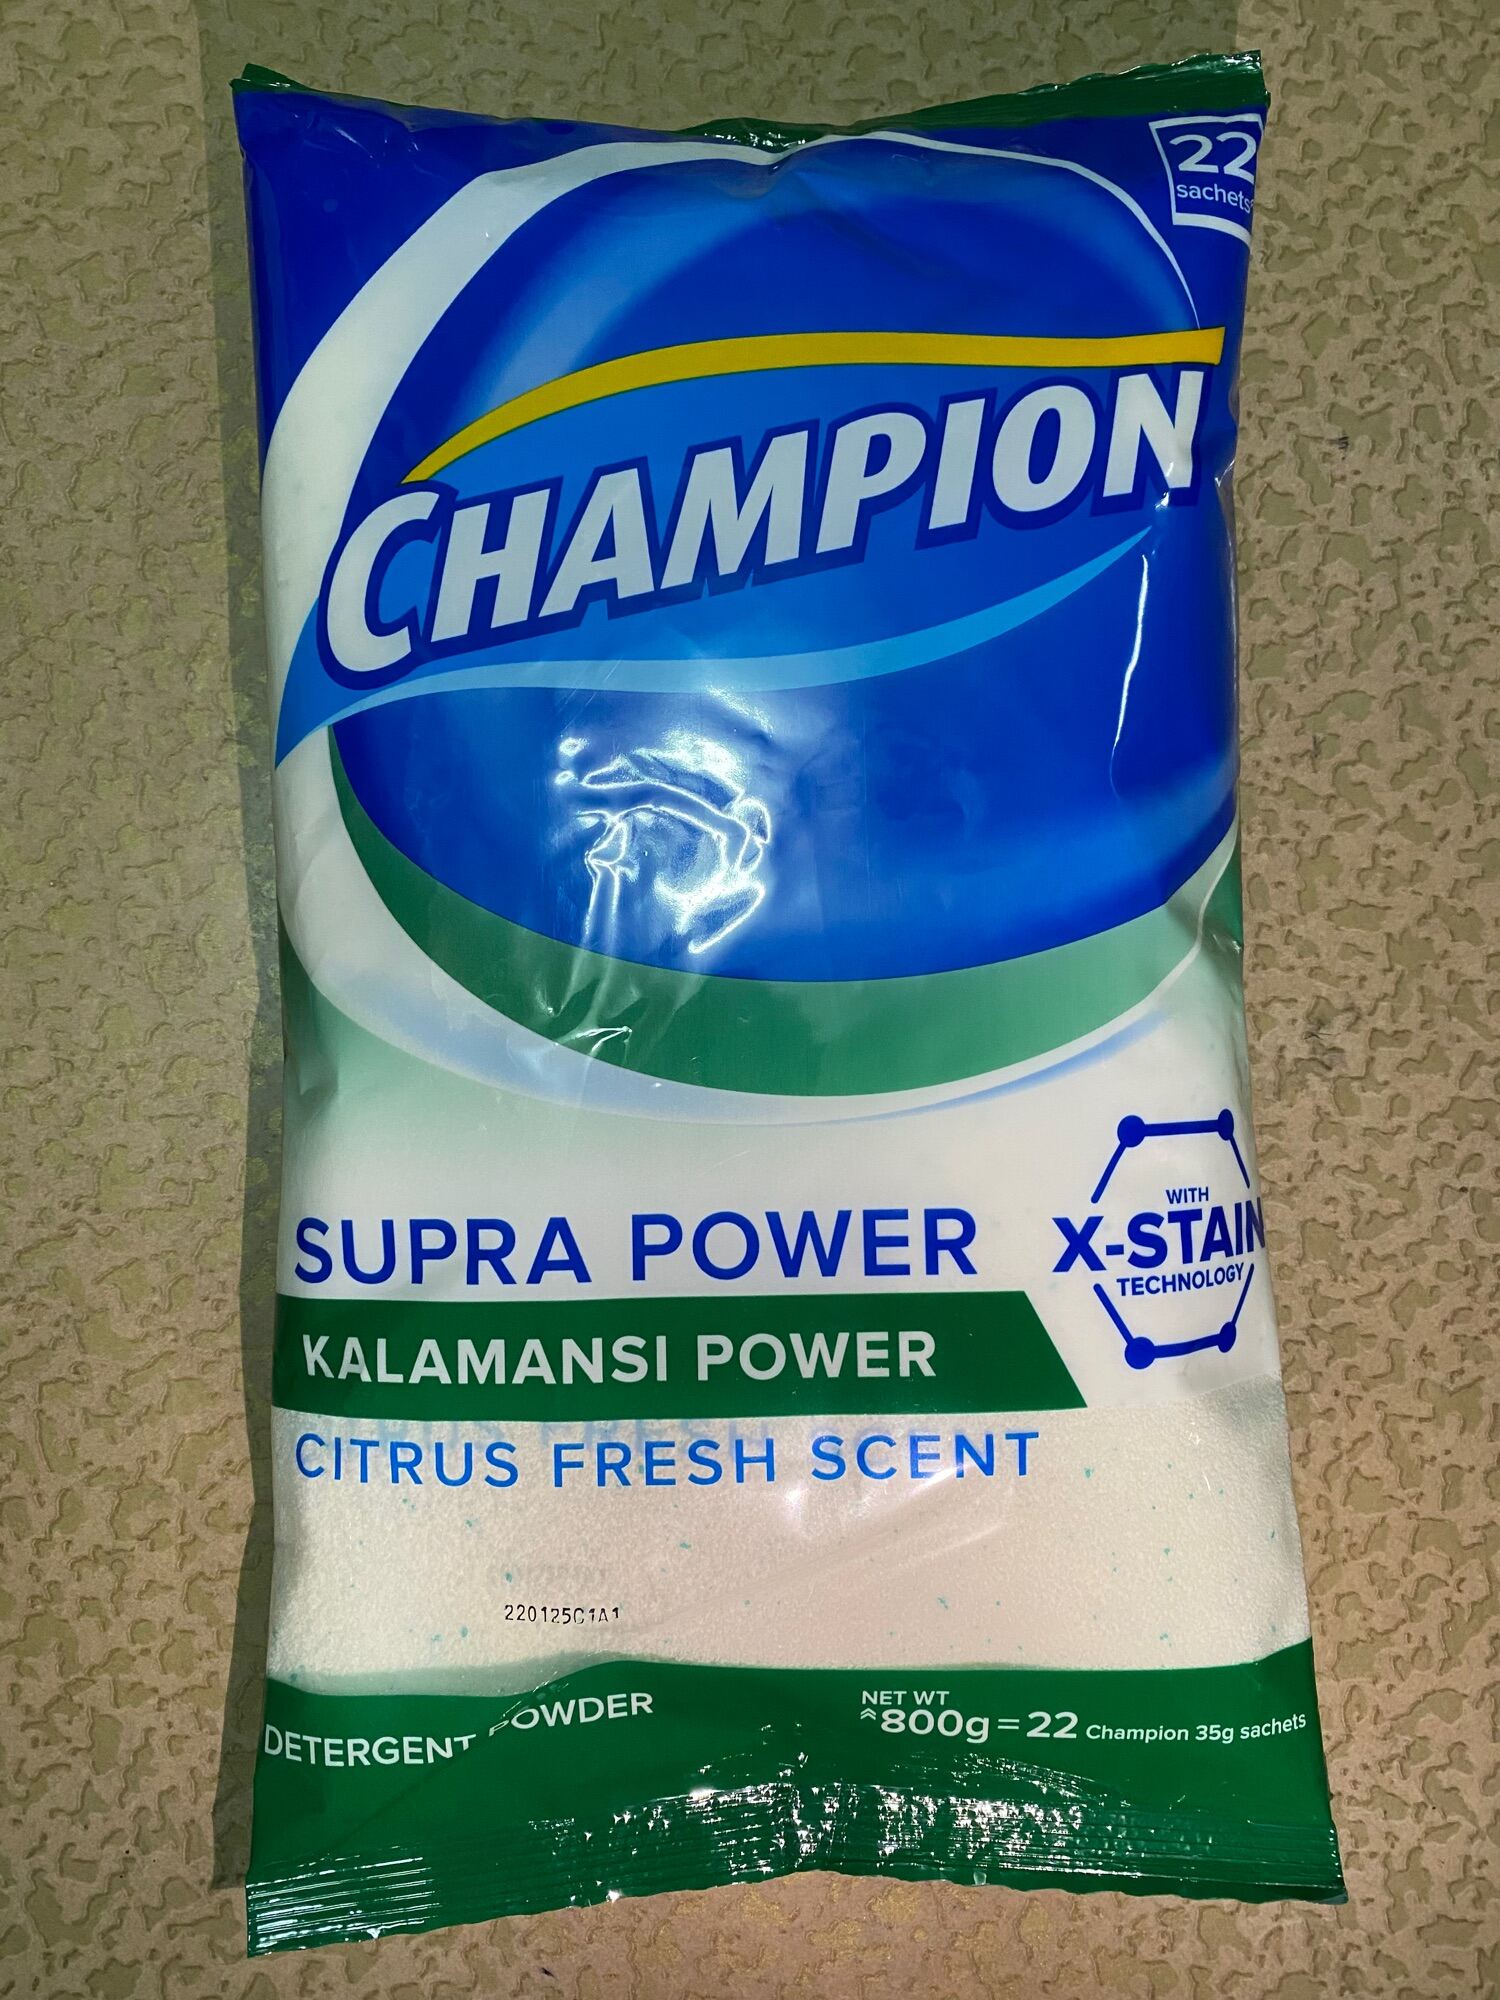 22
sachets*
CHAMPION
SUPRA POWER
WITH
X-STAIN
TECHNOLOGY
KALAMANSI POWER
CITRUS FRESH SCENT
220125C1A1
DETERGENT POWDER
NET WT
800g = 22 Champion 35g sachets